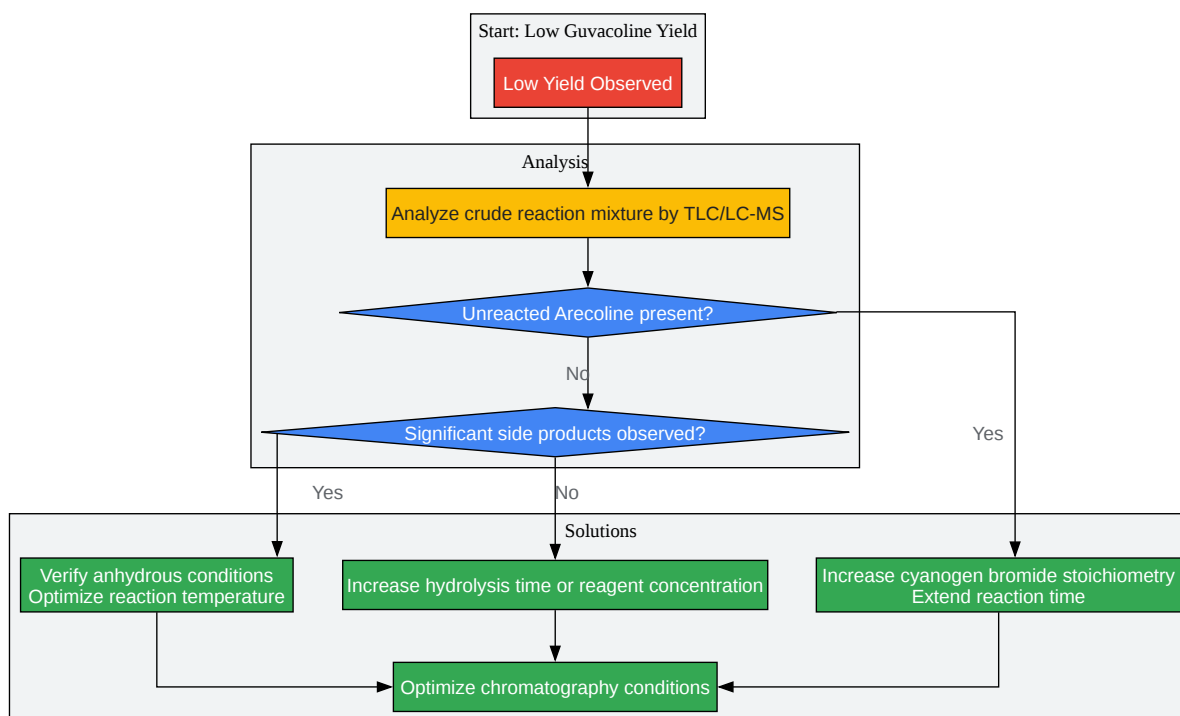 Start: Low Guvacoline Yield
Low Yield Observed
Analysis
Analyze crude reaction mixture by TLC/LC-MS
Unreacted Arecoline present?
No
Significant side products observed?
Yes
Yes
No
Solutions
Verify anhydrous conditions
Optimize reaction temperature
Increase hydrolysis time or reagent concentration
Increase cyanogen bromide stoichiometry
Extend reaction time
Optimize chromatography conditions